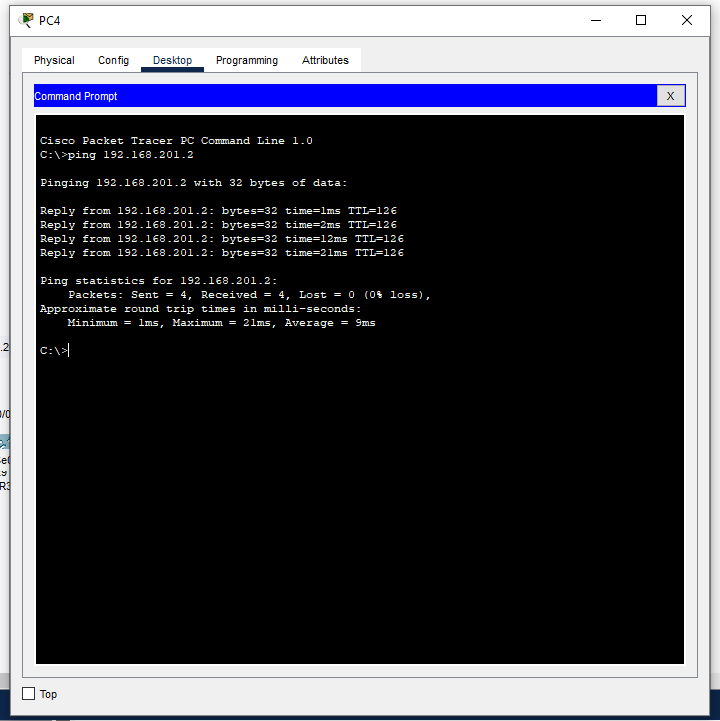 PC4
Physical Config Desktop Programming Attributes
Command Prompt X
Cisco Packet Tracer PC Command Line 1.0
C:\>ping 192.168.201.2
Pinging 192.168.201.2 with 32 bytes of data:
Reply from 192.168.201.2: bytes=32 time=1ms TTL=126
Reply from 192.168.201.2: bytes=32 time=2ms TTL=126
Reply from 192.168.201.2: bytes=32 time=12ms TTL=126
Reply from 192.168.201.2: bytes=32 time=21ms TTL=126
Ping statistics for 192.168.201.2:
Packets: Sent = 4, Received = 4, Lost = 0 (0% loss),
Approximate round trip times in milli-seconds:
Minimum = 1ms, Maximum = 21ms, Average = 9ms
C:\>
.2
R3
Top